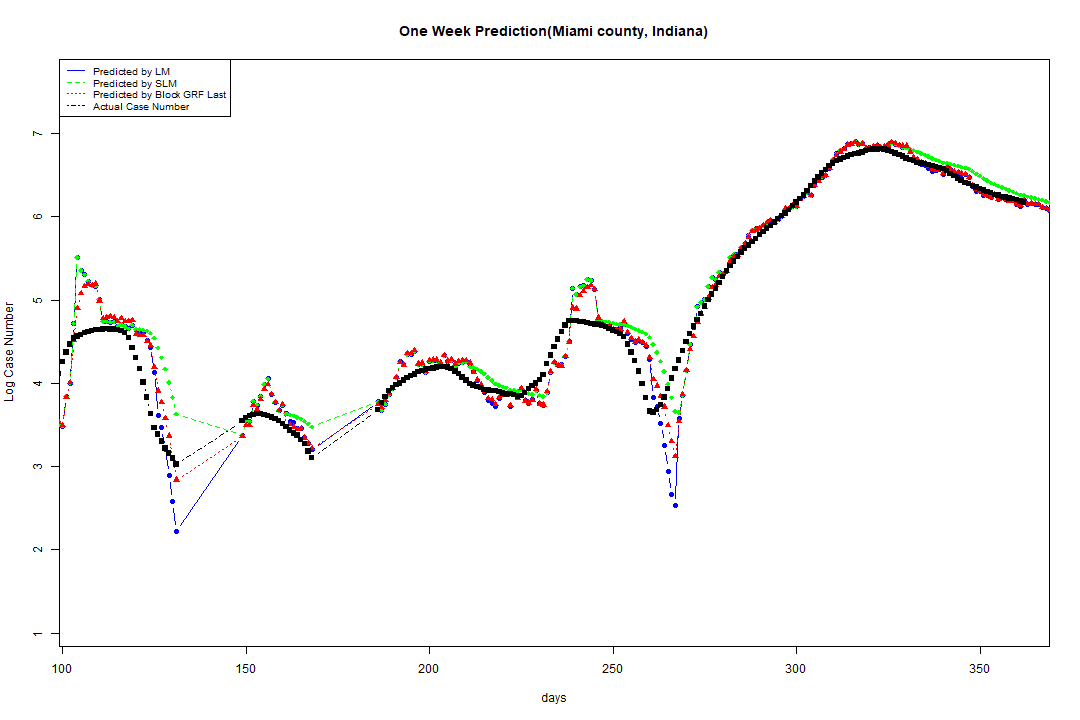 One Week Prediction(Miami county, Indiana)
Predicted by LM
Predicted by SLM
Predicted by Block GRF Last
Actual Case Number
7
6
5
4
3
2
1
Log Case Number
100 150 200 250 300 350
days